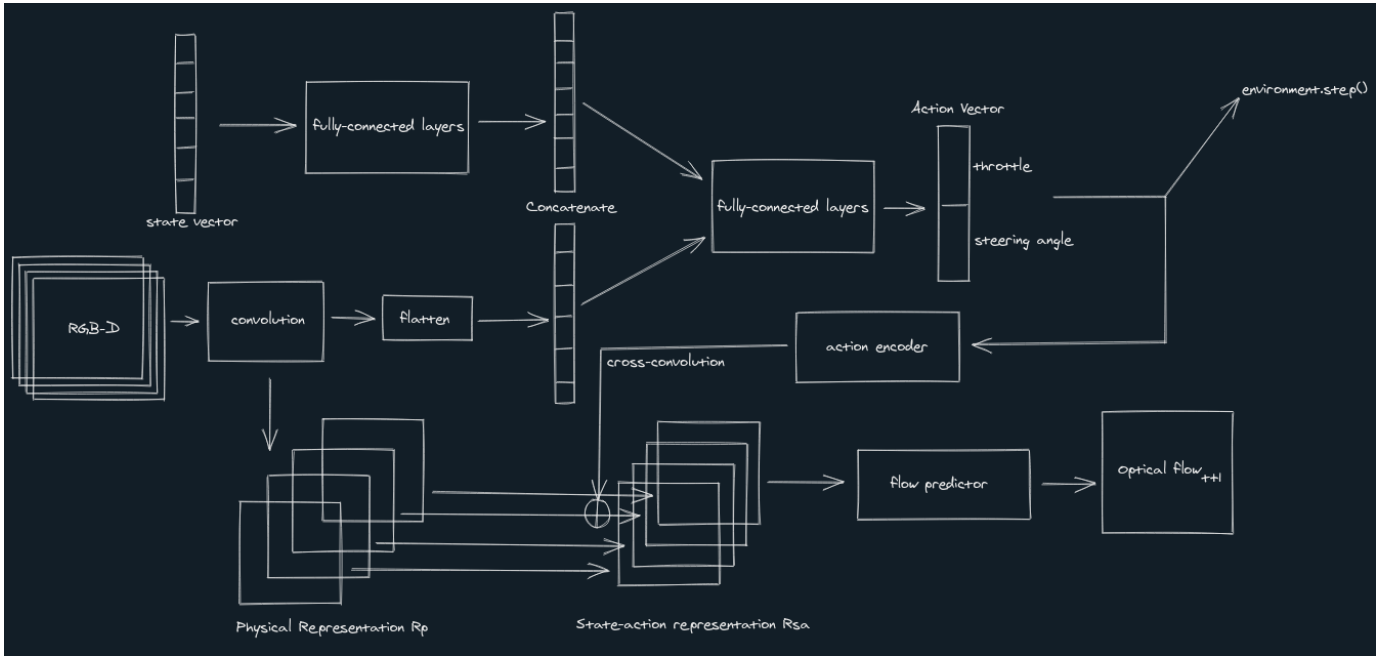 environment.step()
Action Vector
fully-connected layers
throttle
Concatenate
fully-connected layers
state vector
steering angle
RGB-D
convolution
flatten
action encoder
cross-convolution
Optical flow t+1
flow predictor
Physical Representation Rp
State-action representation Rsa